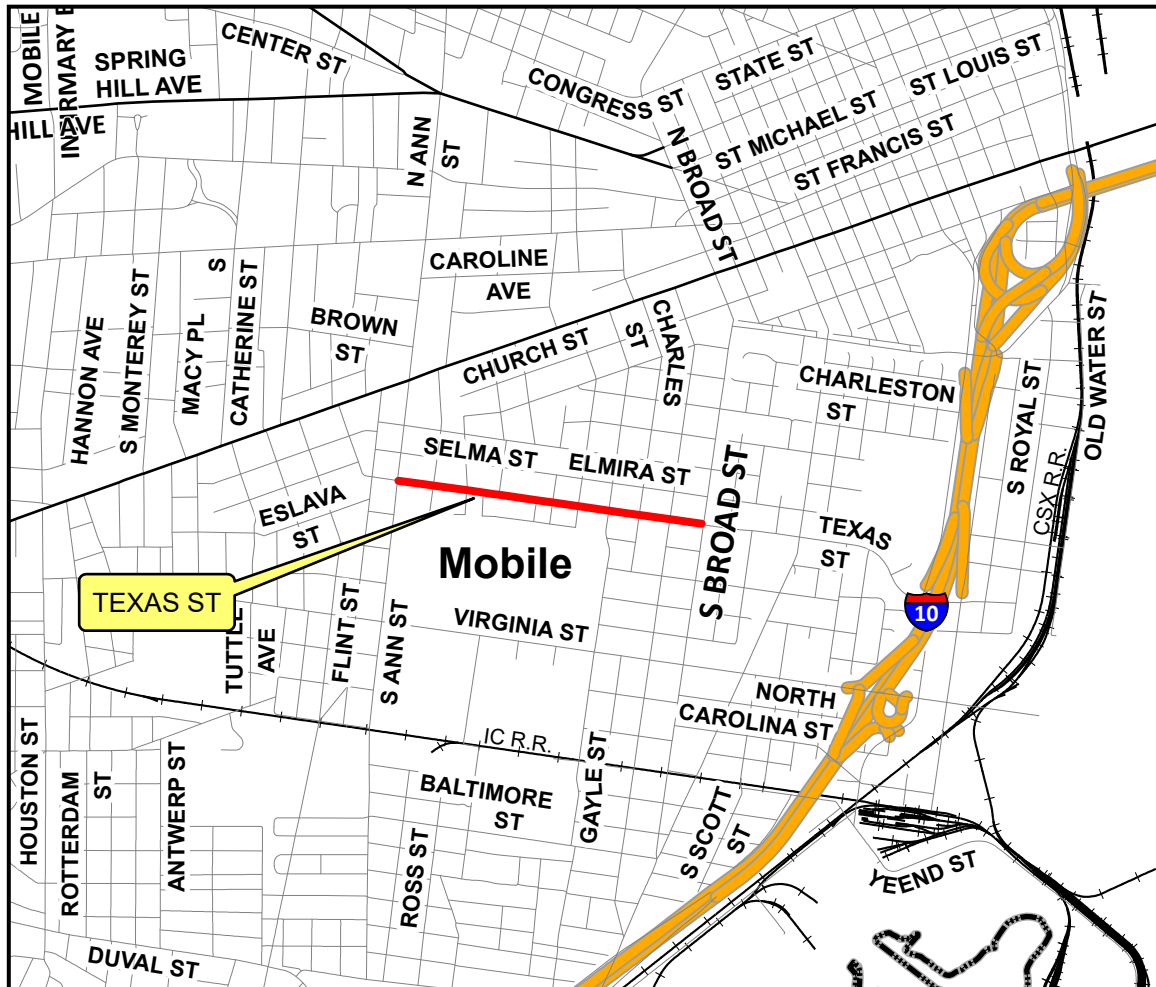 MOBILE
INFIRMARY B
SPRING
HILL AVE
HILL AVE
CENTER ST
CONGRESS ST
STATE ST
ST LOUIS ST
ST MICHAEL ST
ST FRANCIS ST
N BROAD ST
N ANN
ST
CAROLINE
AVE
HANNON AVE
S MONTEREY ST
MACY PL
S
CATHERINE ST
BROWN
ST
CHURCH ST
CHARLES
ST
CHARLESTON
ST
S ROYAL ST
OLD WATER ST
CSX R.R.
SELMA ST
ELMIRA ST
S BROAD ST
TEXAS
ST
ESLAVA
ST
Mobile
TEXAS ST
10
VIRGINIA ST
TUTTLE
AVE
FLINT ST
S ANN ST
NORTH
CAROLINA ST
IC R.R.
HOUSTON ST
ROTTERDAM
ST
ANTWERP ST
BALTIMORE
ST
GAYLE ST
ROSS ST
S SCOTT
ST
YEEND ST
DUVAL ST